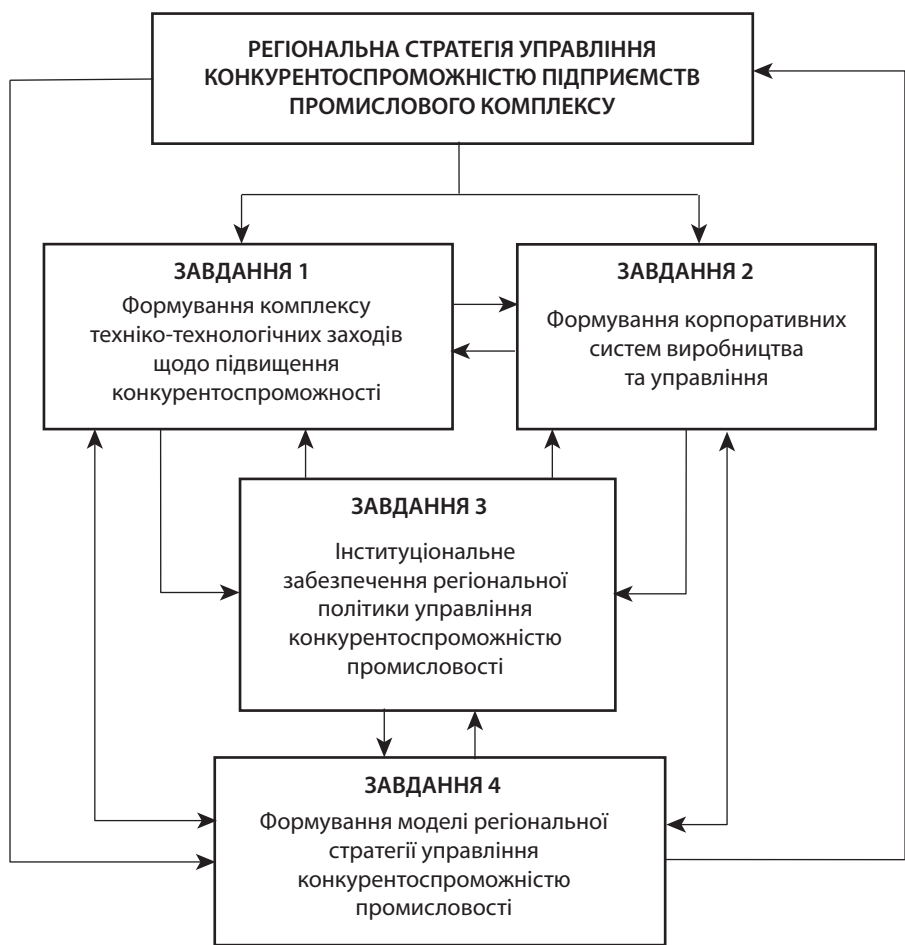 РЕГІОНАЛЬНА СТРАТЕГІЯ УПРАВЛІННЯ
КОНКУРЕНТОСПРОМОЖНІСТЮ ПІДПРИЄМСТВ
ПРОМИСЛОВОГО КОМПЛЕКСУ
ЗАВДАННЯ 1
Формування комплексу
техніко-технологічних заходів
щодо підвищення
конкурентоспроможності
ЗАВДАННЯ 2
Формування корпоративних
систем виробництва
та управління
ЗАВДАННЯ 3
Інституціональне
забезпечення регіональної
політики управління
конкурентоспроможністю
промисловості
ЗАВДАННЯ 4
Формування моделі регіональної
стратегії управління
конкурентоспроможністю
промисловості